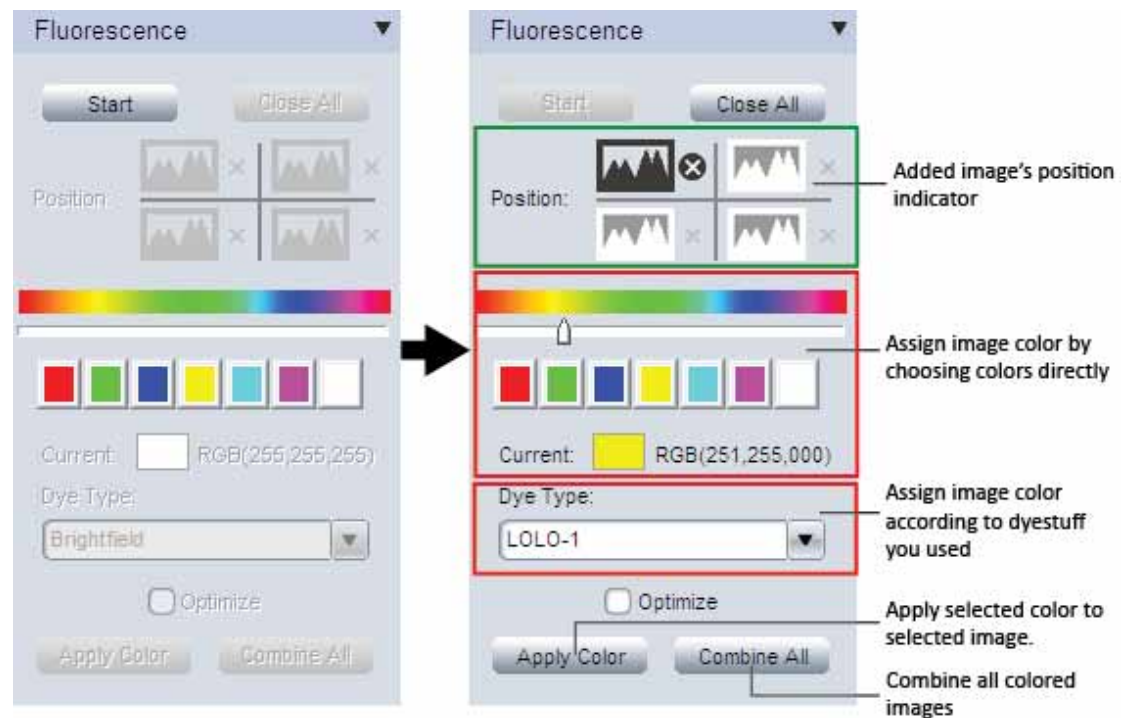 Fluorescence
Start Close All
Position:
Current: RGB(255,255,255)
Dye Type:
Brightfield
Optimize
Apply Color Combine All
Fluorescence
Start Close All
Position:
Current: RGB(251,255,000)
Dye Type:
LOLO-1
Optimize
Apply Color Combine All
Added image's position
indicator
Assign image color by
choosing colors directly
Assign image color
according to dyestuff
you used
Apply selected color to
selected image.
Combine all colored
images